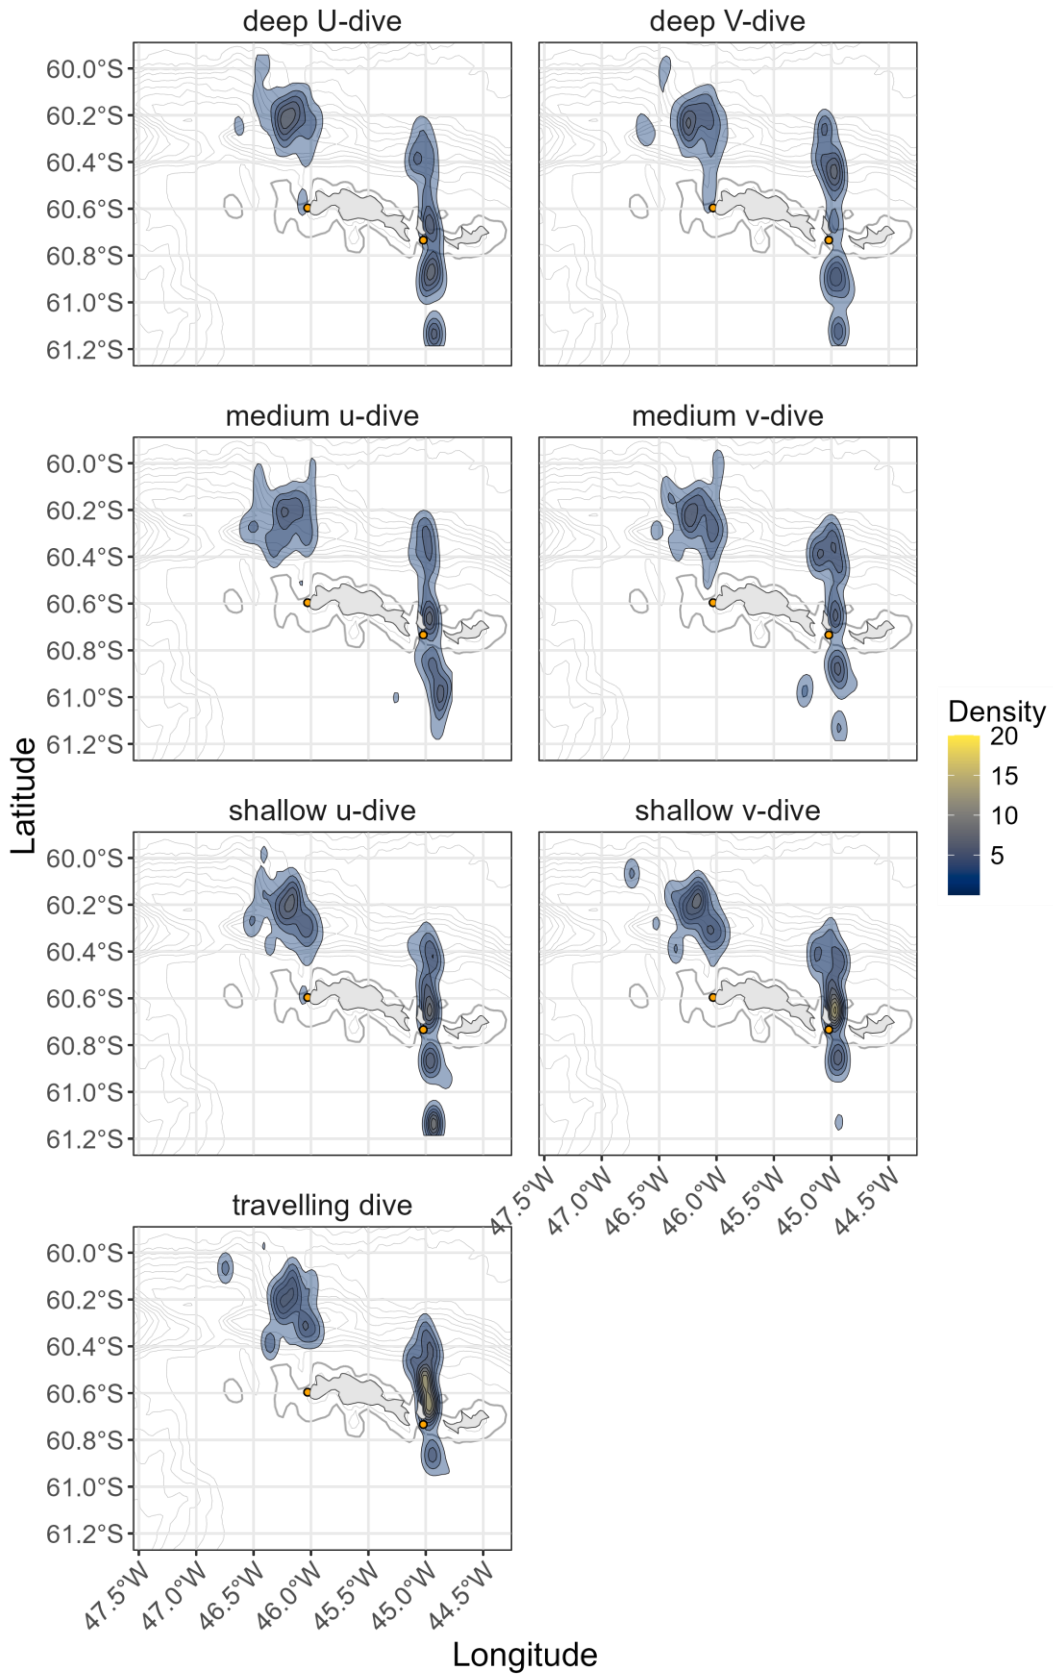 deep U-dive
deep V-dive
60.0°S
60.2°S
60.4°S
60.6°S
60.8°S
61.0°S
61.2°S
medium u-dive
medium v-dive
60.0°S
60.2°S
60.4°S
60.6°S
60.8°S
61.0°S
61.2°S
Density
20
15
10
5
Latitude
shallow u-dive
shallow v-dive
60.0°S
60.2°S
60.4°S
60.6°S
60.8°S
61.0°S
61.2°S
47.5°W
47.0°W
46.5°W
46.0°W
45.5°W
45.0°W
44.5°W
travelling dive
60.0°S
60.2°S
60.4°S
60.6°S
60.8°S
61.0°S
61.2°S
47.5°W
47.0°W
46.5°W
46.0°W
45.5°W
45.0°W
44.5°W
Longitude